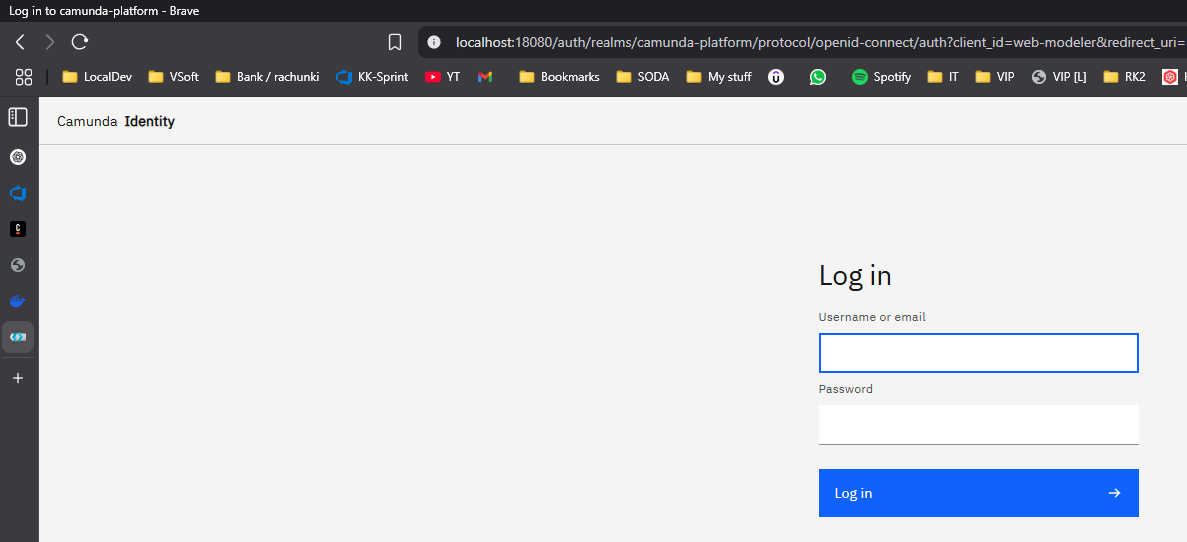 Log in to camunda-platform - Brave
localhost:18080/auth/realms/camunda-platform/protocol/openid-connect/auth?client_id=web-modeler&redirect_uri=
LocalDev VSoft Bank / rachunki KK-Sprint YT Bookmarks SODA My stuff Spotify IT VIP VIP [L] RK2
Camunda Identity
Log in
Username or email
Password
Log in